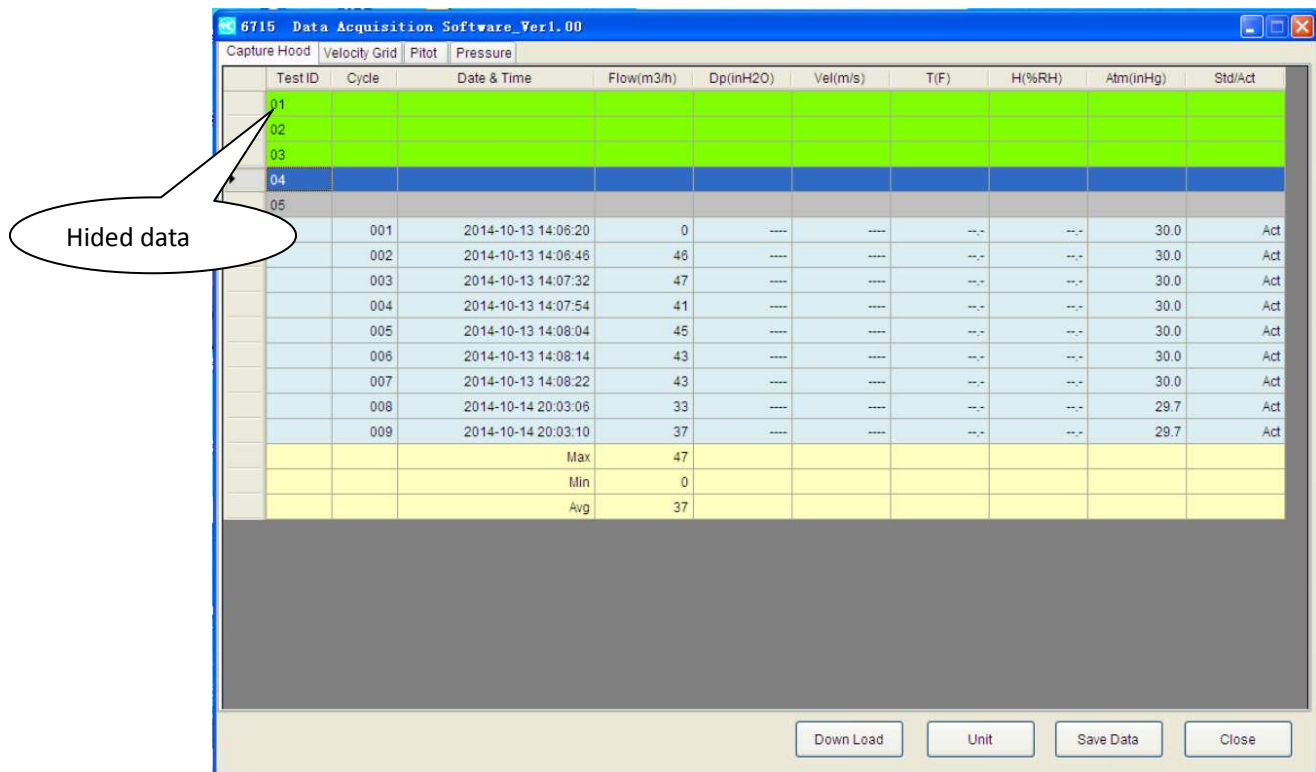 6715 Data Acquisition Software_Ver1.00
Capture Hood Velocity Grid Pitot Pressure
Test ID Cycle Date & Time Flow(m3/h) Dp(inH2O) Vel(m/s) T(F) H(%RH) Atm(inHg) Std/Act
01
02
03
04
05
Hided data
001 2014-10-13 14:06:20 0 ---- ---- --.- --.- 30.0 Act
002 2014-10-13 14:06:46 46 ---- ---- --.- --.- 30.0 Act
003 2014-10-13 14:07:32 47 ---- ---- --.- --.- 30.0 Act
004 2014-10-13 14:07:54 41 ---- ---- --.- --.- 30.0 Act
005 2014-10-13 14:08:04 45 ---- ---- --.- --.- 30.0 Act
006 2014-10-13 14:08:14 43 ---- ---- --.- --.- 30.0 Act
007 2014-10-13 14:08:22 43 ---- ---- --.- --.- 30.0 Act
008 2014-10-14 20:03:06 33 ---- ---- --.- --.- 29.7 Act
009 2014-10-14 20:03:10 37 ---- ---- --.- --.- 29.7 Act
Max 47
Min 0
Avg 37
Down Load Unit Save Data Close